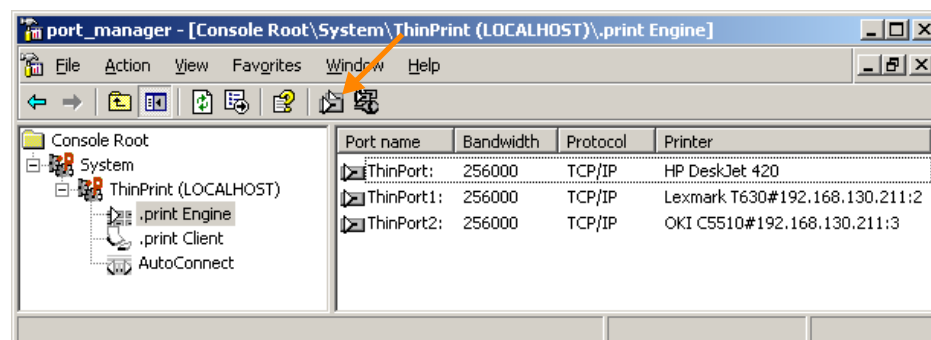 port_manager - [Console Root\System\ThinPrint (LOCALHOST)\.print Engine]
File Action View Favorites Window Help
Console Root
System
ThinPrint (LOCALHOST)
.print Engine
.print Client
AutoConnect
Port name Bandwidth Protocol Printer
ThinPort: 256000 TCP/IP HP DeskJet 420
ThinPort1: 256000 TCP/IP Lexmark T630#192.168.130.211:2
ThinPort2: 256000 TCP/IP OKI C5510#192.168.130.211:3